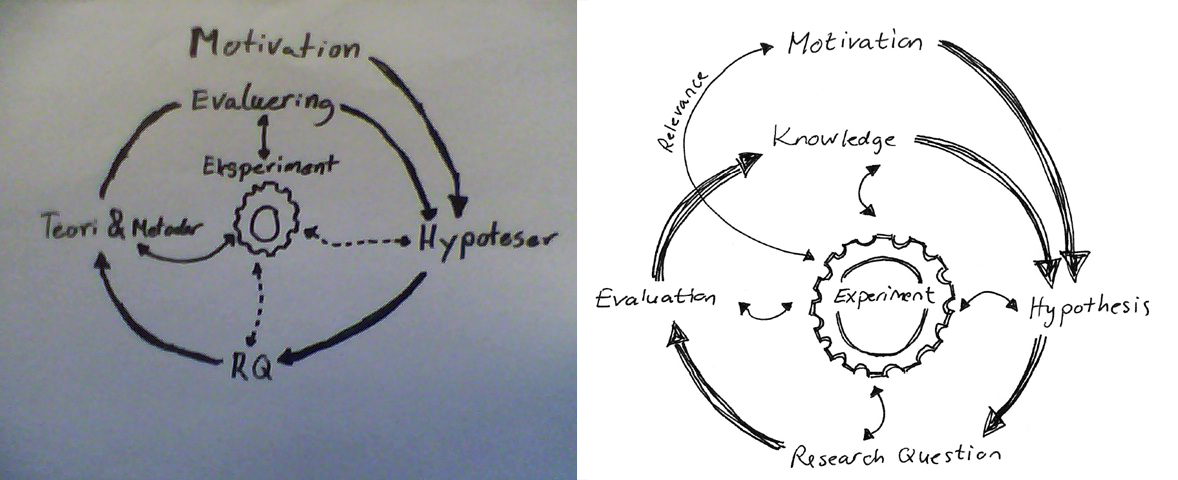 Motivation
Evaluering
Eksperiment
Teori & Metoder
Hypoteser
RQ
Motivation
Relevance
Knowledge
Evaluation
Experiment
Hypothesis
Research Question